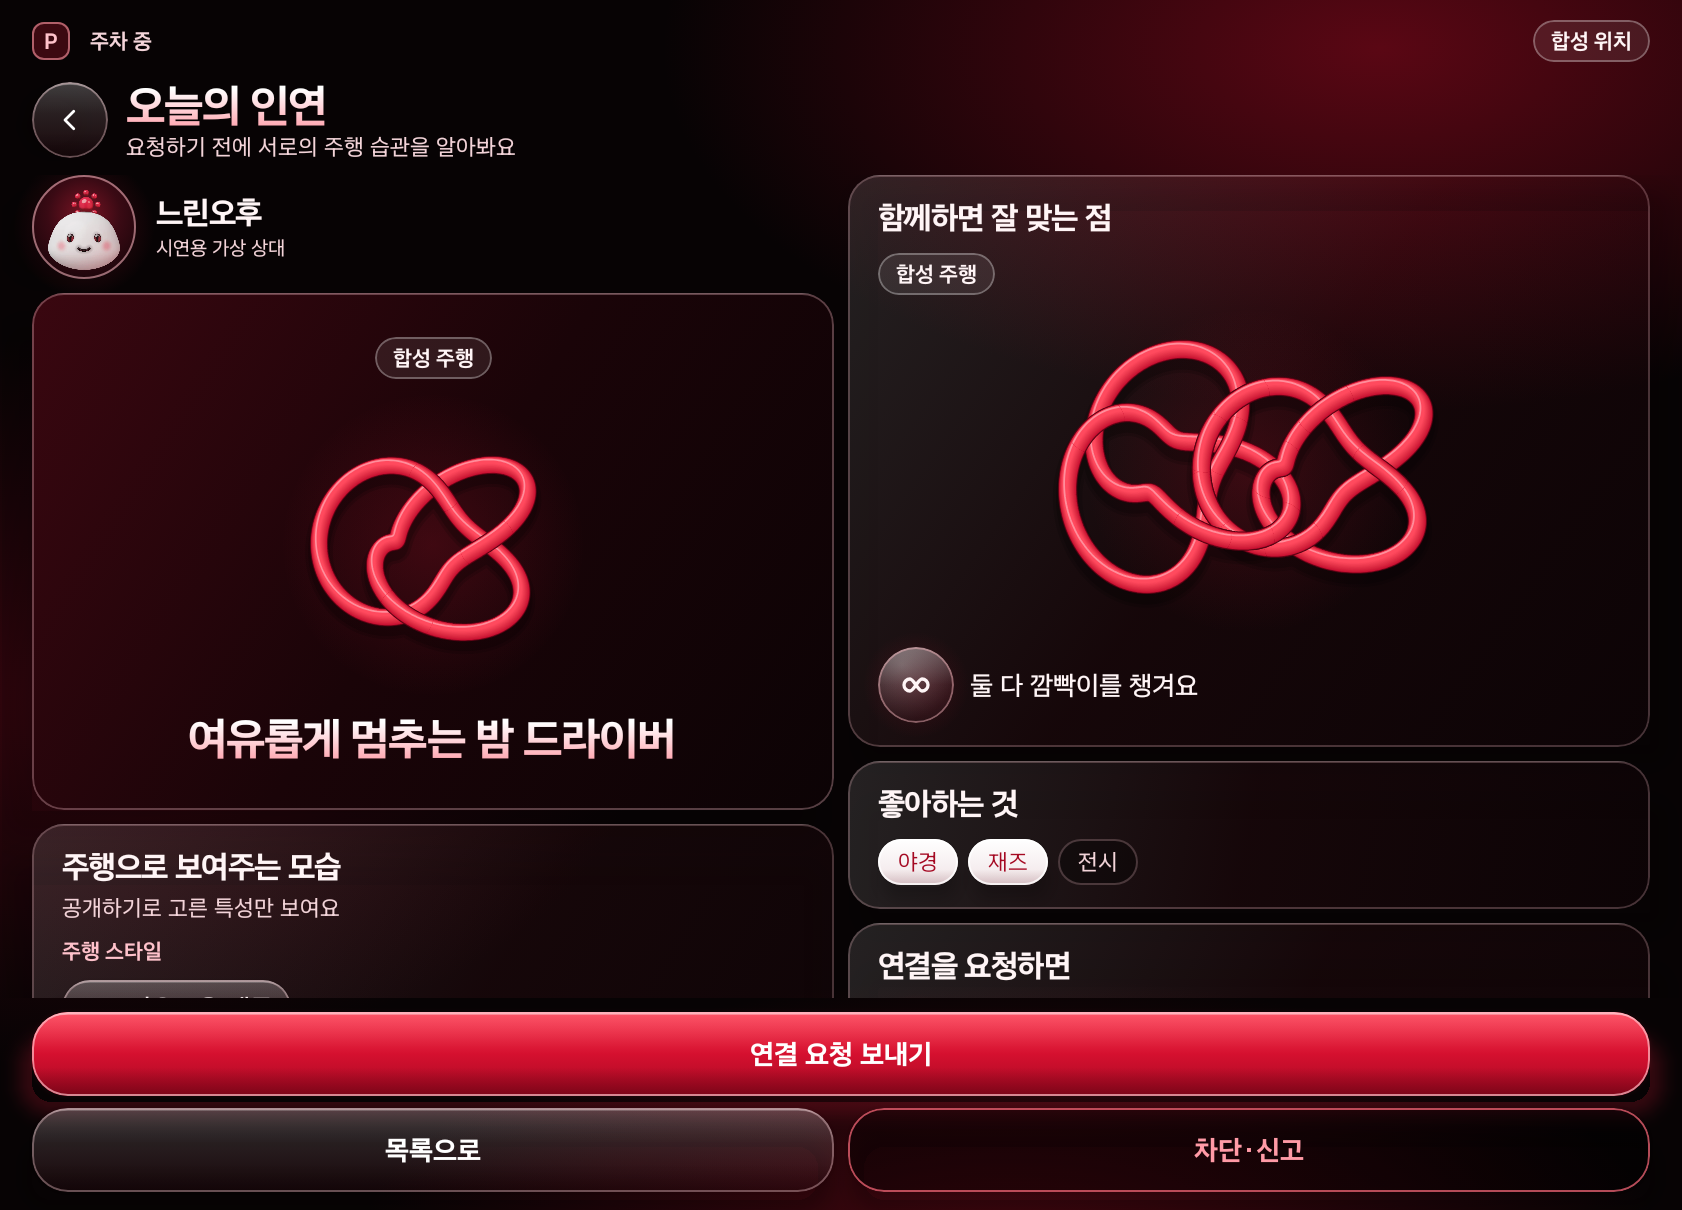 P 주차 중
합성 위치
오늘의 인연
요청하기 전에 서로의 주행 습관을 알아봐요
느린오후
시연용 가상 상대
합성 주행
여유롭게 멈추는 밤 드라이버
주행으로 보여주는 모습
공개하기로 고른 특성만 보여요
주행 스타일
함께하면 잘 맞는 점
합성 주행
둘 다 깜빡이를 챙겨요
좋아하는 것
야경
재즈
전시
연결을 요청하면
연결 요청 보내기
목록으로
차단·신고